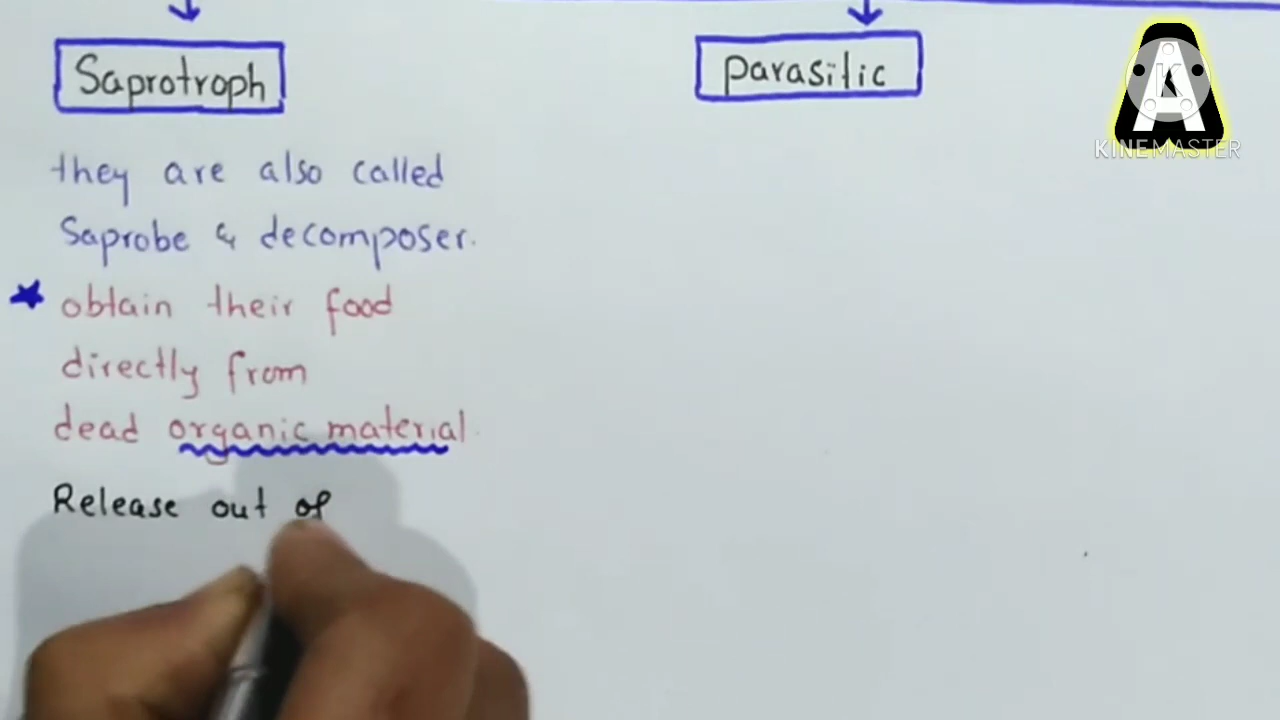 Saprotroph
parasitic
they are also called
Saprobe & decomposer.
obtain their food
directly from
dead organic material
Release out of
A
K
KINEMASTER